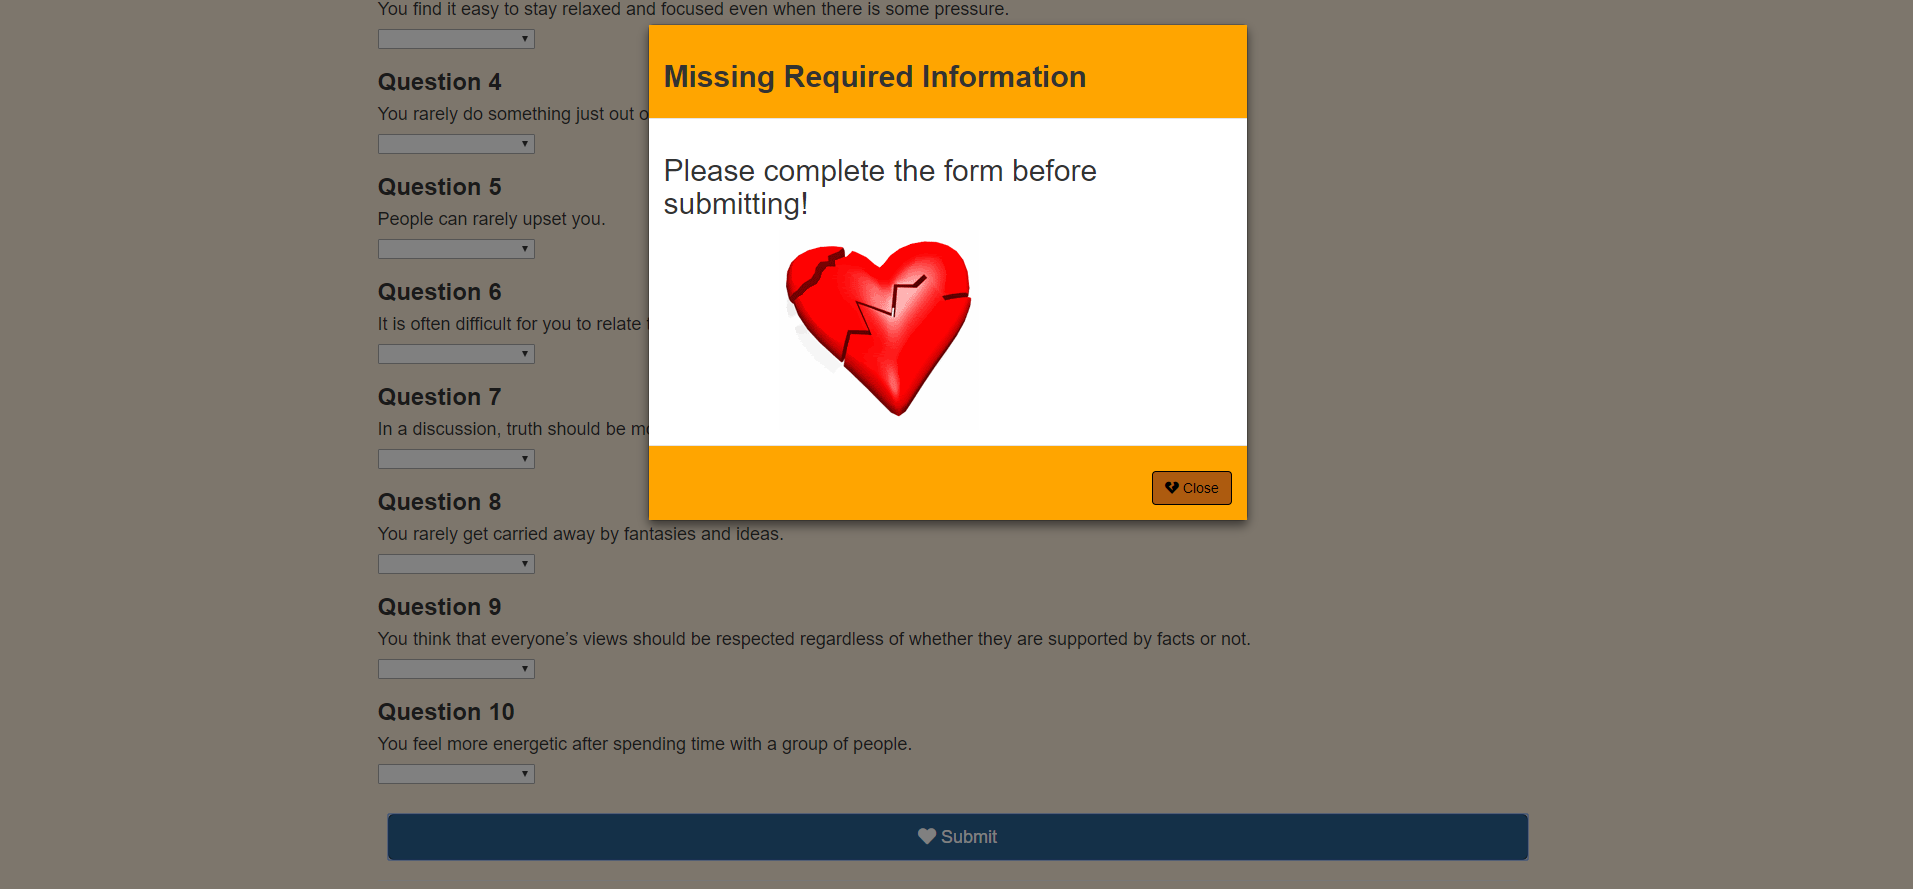 You find it easy to stay relaxed and focused even when there is some pressure.
Missing Required Information
Question 4
You rarely do something just out
Please complete the form before
submitting!
Question 5
People can rarely upset you.
Question 6
It is often difficult for you to relate
Question 7
In a discussion, truth should be
Close
Question 8
You rarely get carried away by fantasies and ideas.
Question 9
You think that everyone’s views should be respected regardless of whether they are supported by facts or not.
Question 10
You feel more energetic after spending time with a group of people.
Submit